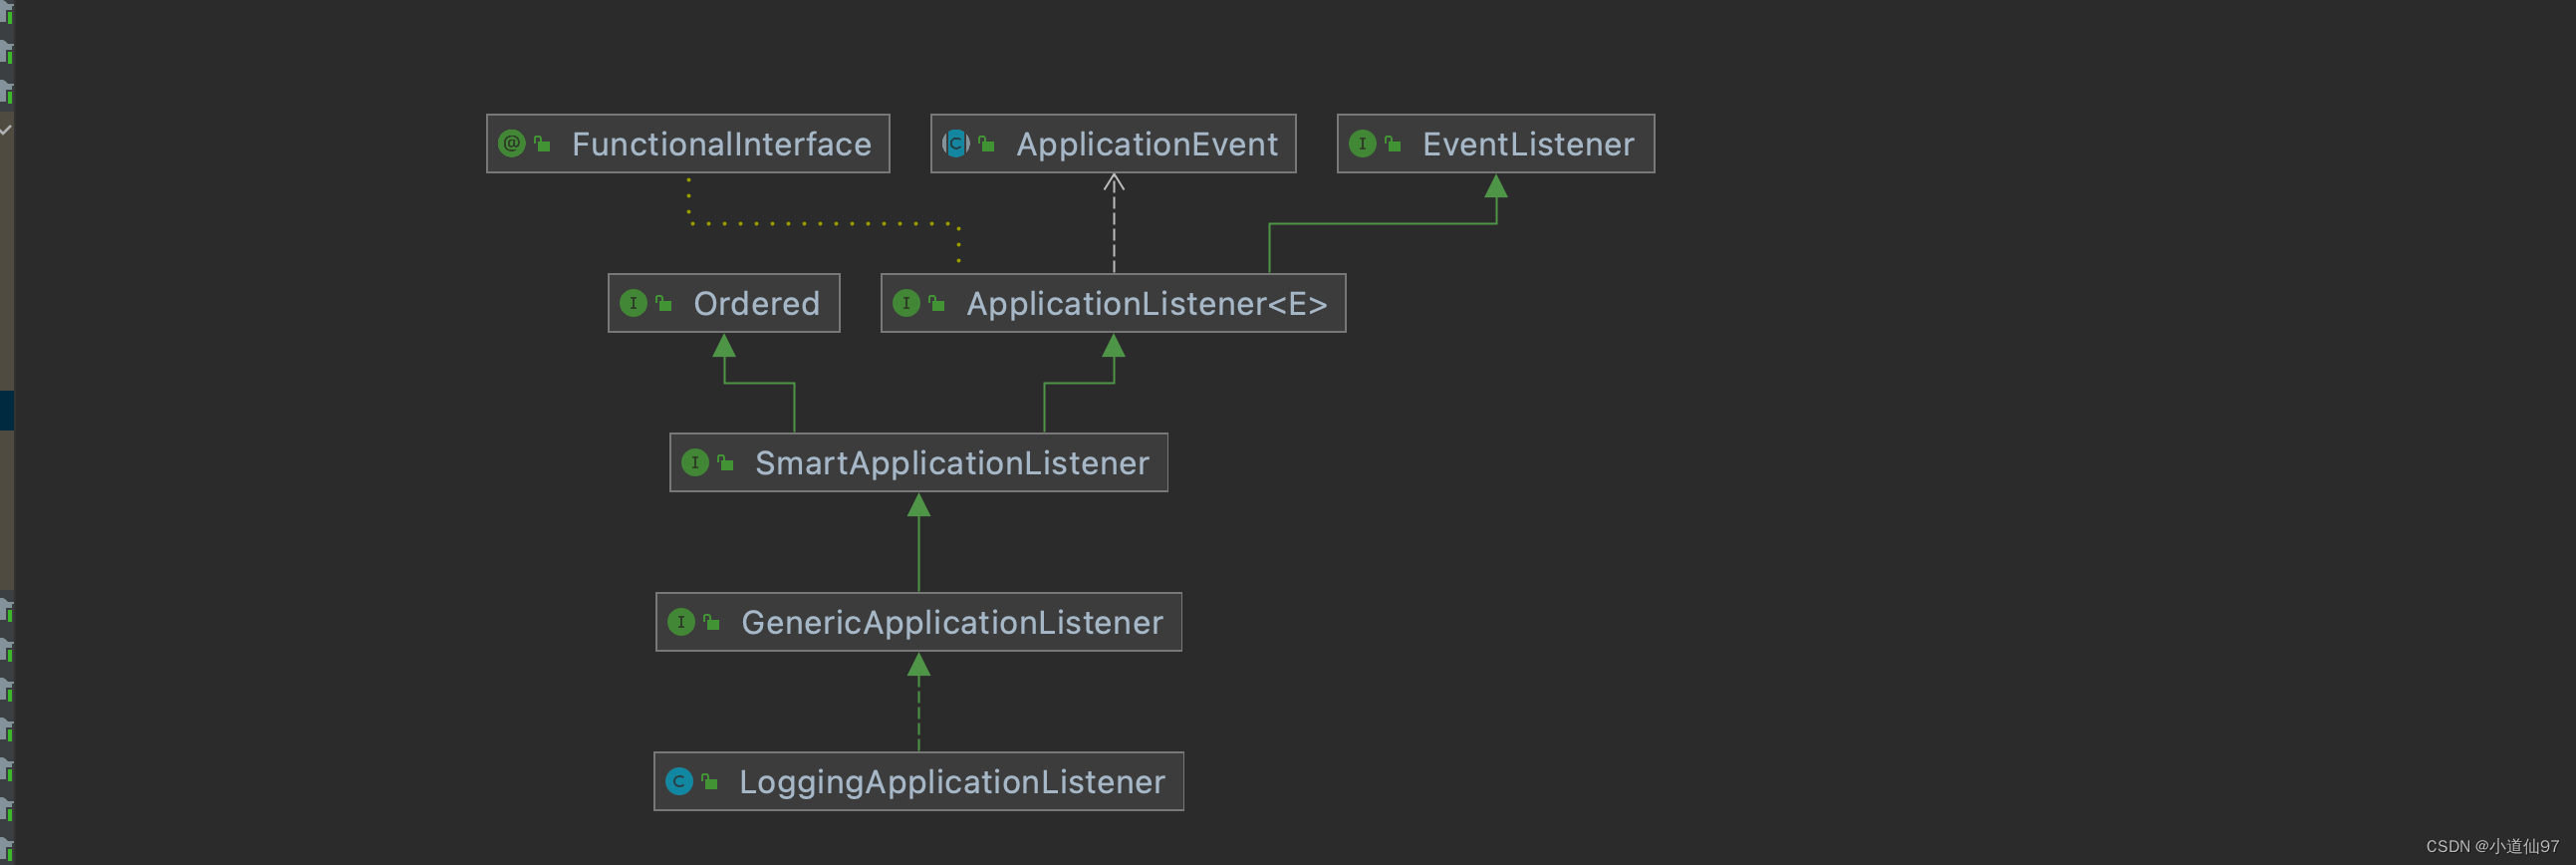 FunctionalInterface
ApplicationEvent
EventListener
Ordered
ApplicationListener<E>
SmartApplicationListener
GenericApplicationListener
LoggingApplicationListener
CSDN @小道仙97